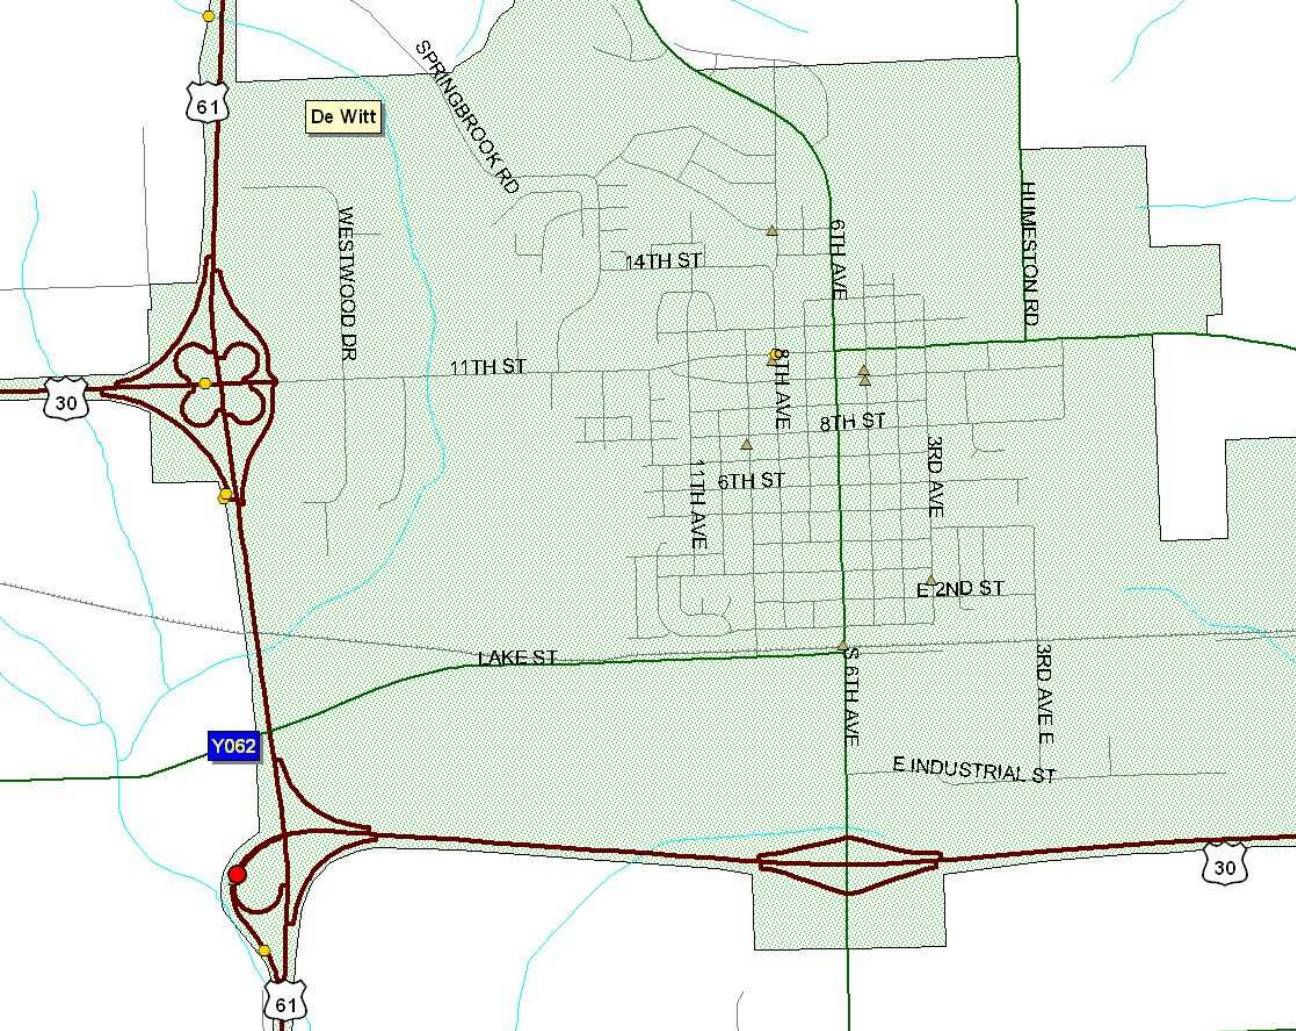 61
De Witt
SPRINGBROOK RD
WESTWOOD DR
14TH ST
6TH AVE
HUMESTON RD
30
11TH ST
8TH AVE
8TH ST
11TH AVE
6TH ST
3RD AVE
E 2ND ST
LAKE ST
S 6TH AVE
3RD AVE E
Y062
E INDUSTRIAL ST
30
61